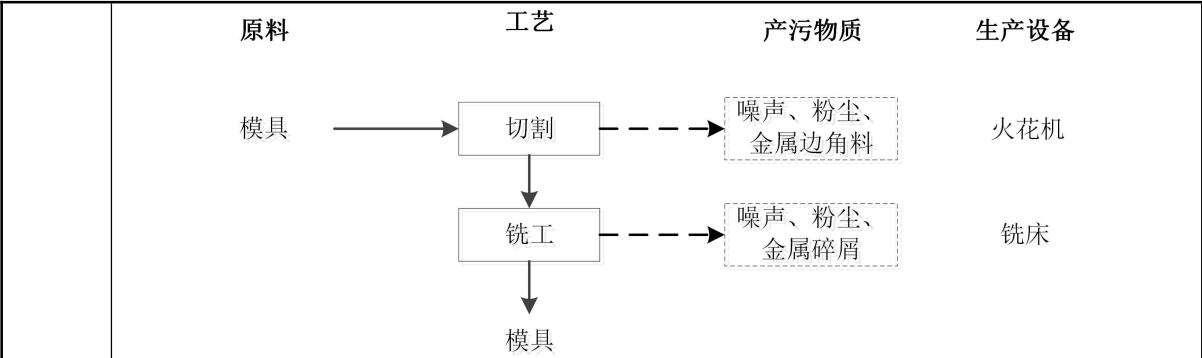 原料 工艺 产污物质 生产设备
模具 切割 噪声、粉尘、 火花机
金属边角料
铣工 噪声、粉尘、 铣床
金属碎屑
模具